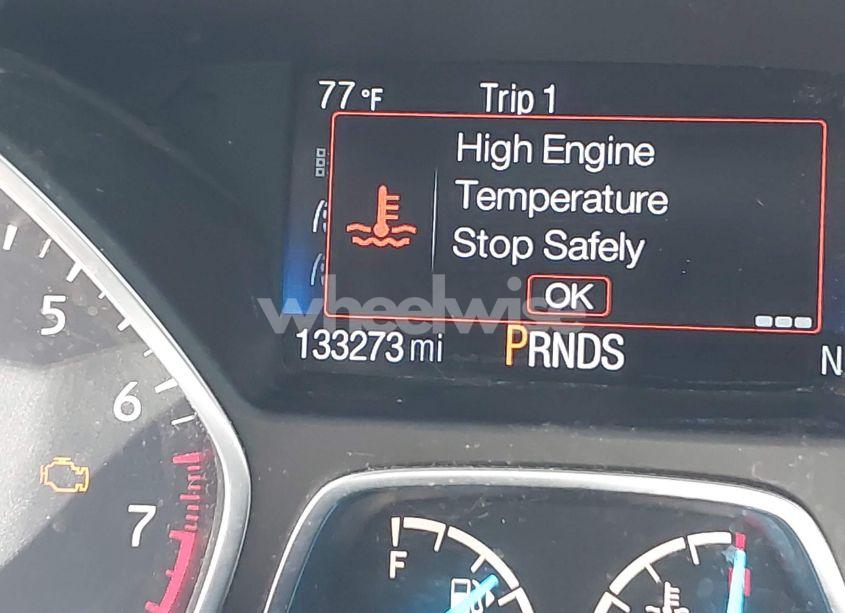 77 °F Trip 1
High Engine
Temperature
Stop Safely
OK
wheelwise
133273 mi PRNDS N
5
6
7
F